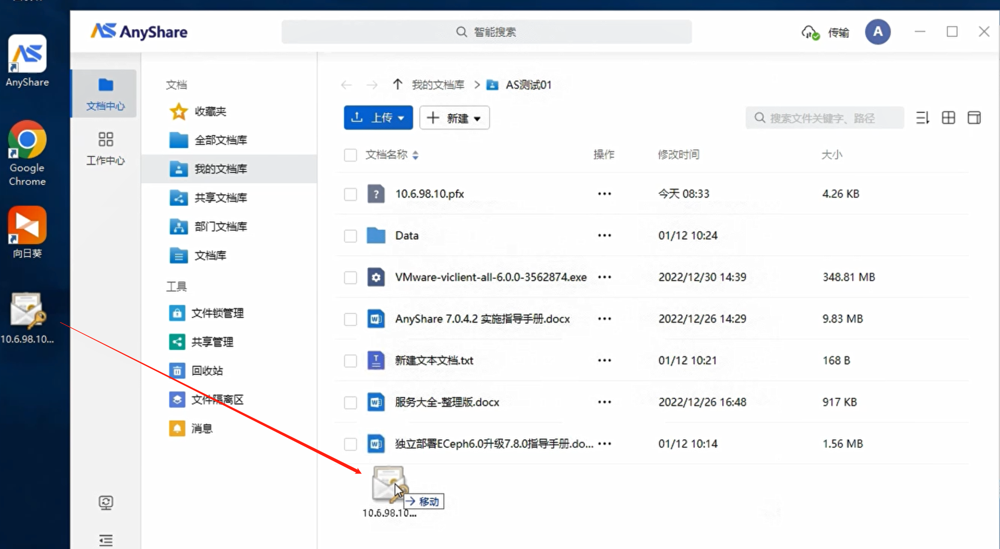 AnyShare
智能搜索
传输
A
AnyShare
Google
Chrome
向日葵
10.6.98.10...
文档中心
工作中心
文档
收藏夹
全部文档库
我的文档库
共享文档库
部门文档库
文档库
工具
文件锁管理
共享管理
回收站
文件隔离区
消息
我的文档库 > AS测试01
上传
新建
搜索文件关键字、路径
文档名称 操作 修改时间 大小
10.6.98.10.pfx ••• 今天 08:33 4.26 KB
Data ••• 01/12 10:24
VMware-viclient-all-6.0.0-3562874.exe ••• 2022/12/30 14:39 348.81 MB
AnyShare 7.0.4.2 实施指导手册.docx ••• 2022/12/26 14:29 9.83 MB
新建文本文档.txt ••• 01/12 10:21 168 B
服务大全-整理版.docx ••• 2022/12/26 16:48 917 KB
独立部署ECeph6.0升级7.8.0指导手册.do... ••• 01/12 10:14 1.56 MB
移动
10.6.98.10...